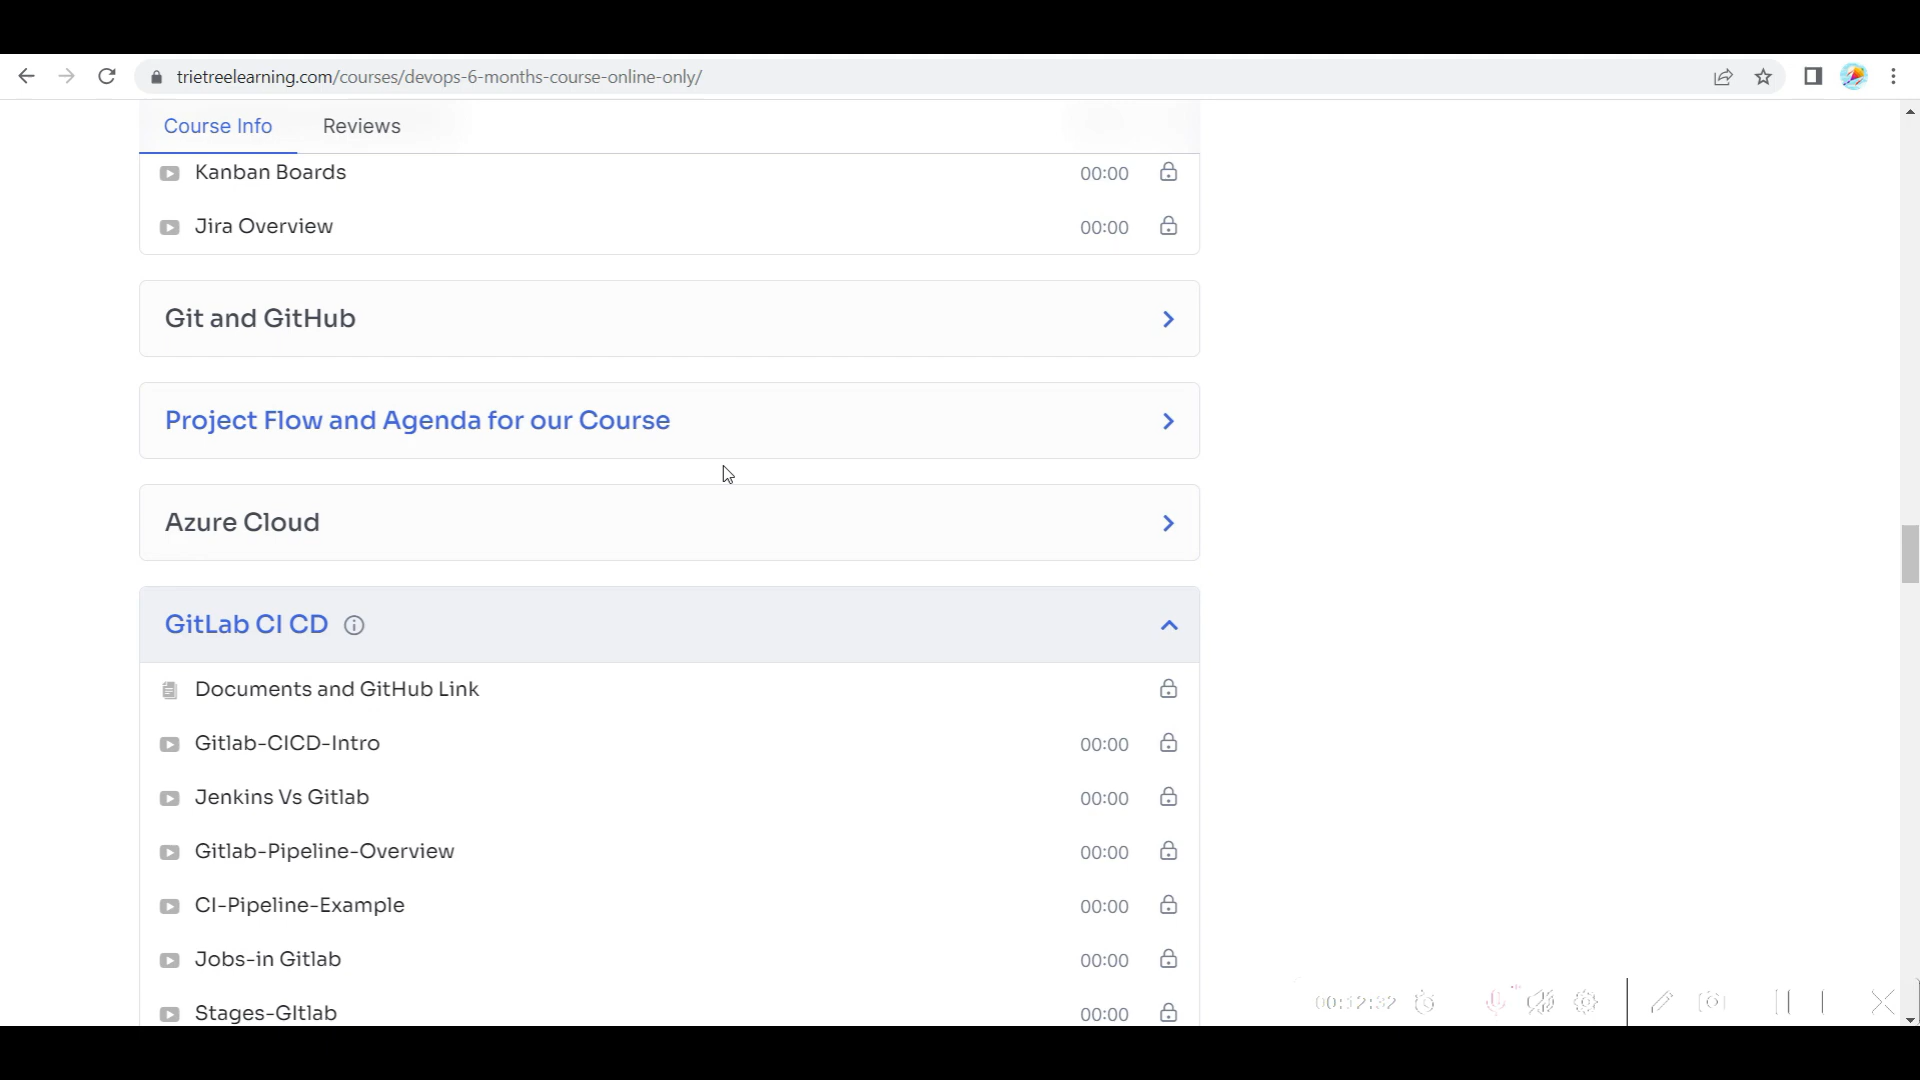 trietreelearning.com/courses/devops-6-months-course-online-only/
Course Info
Reviews
Kanban Boards 00:00
Jira Overview 00:00
Git and GitHub
Project Flow and Agenda for our Course
Azure Cloud
GitLab CI CD
Documents and GitHub Link
Gitlab-CICD-Intro 00:00
Jenkins Vs Gitlab 00:00
Gitlab-Pipeline-Overview 00:00
CI-Pipeline-Example 00:00
Jobs-in Gitlab 00:00
Stages-GItlab 00:00
00:12:32